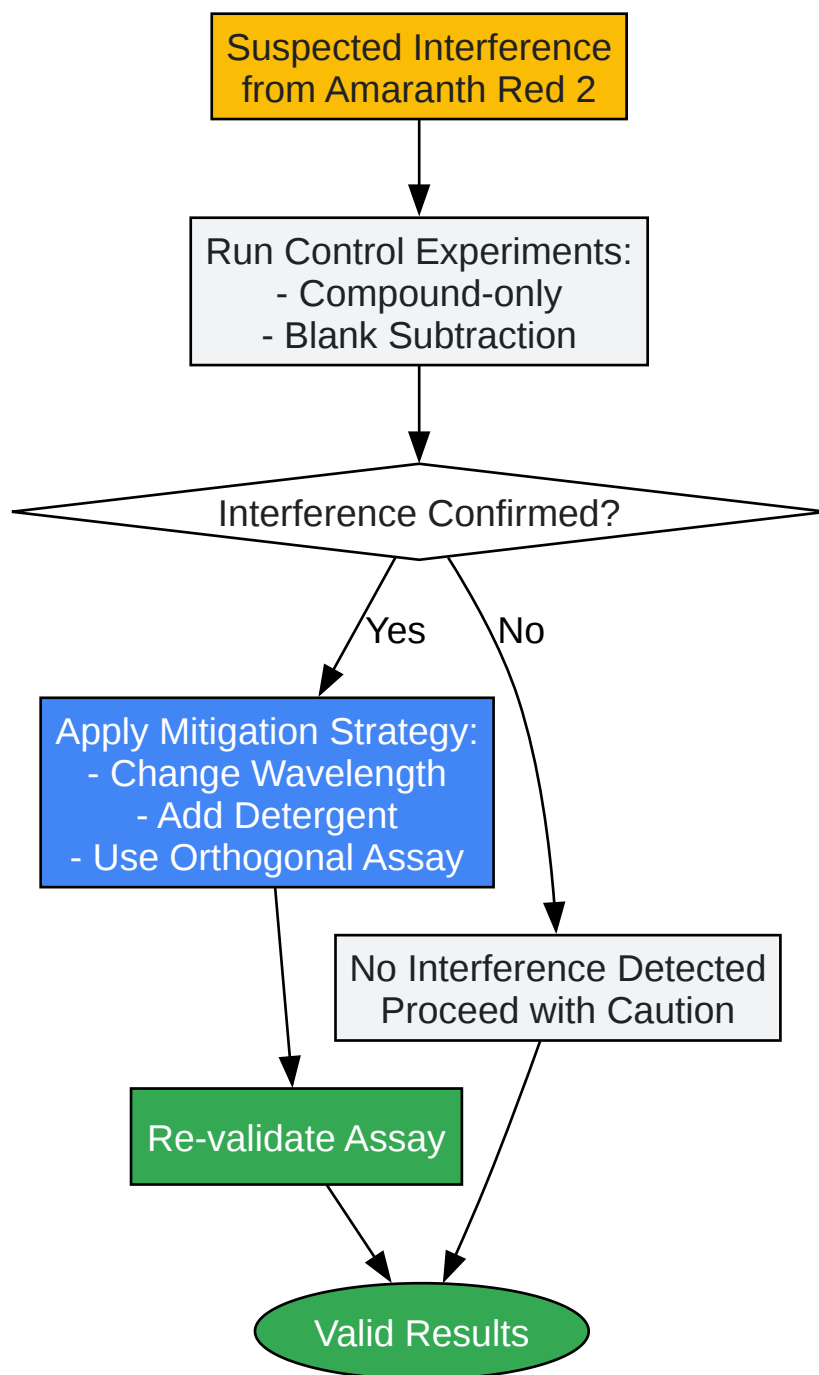 Suspected Interference
from Amaranth Red 2
Run Control Experiments:
- Compound-only
- Blank Subtraction
Interference Confirmed?
Yes
No
Apply Mitigation Strategy:
- Change Wavelength
- Add Detergent
- Use Orthogonal Assay
No Interference Detected
Proceed with Caution
Re-validate Assay
Valid Results